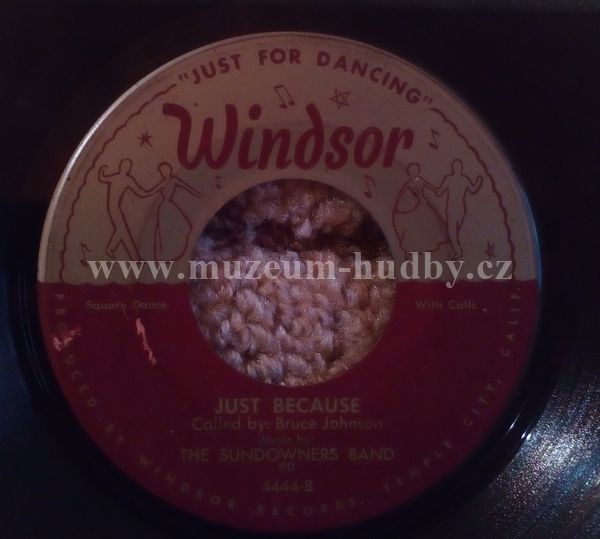 "JUST FOR DANCING"
Windsor
www.muzeum-hudby.cz
Square Dance
With Calls
JUST BECAUSE
Called by: Bruce Johnson
Music by:
THE SUNDOWNERS BAND
(PD)
4444-B
PRODUCED BY WINDSOR RECORDS, TEMPLE CITY, CALIF.